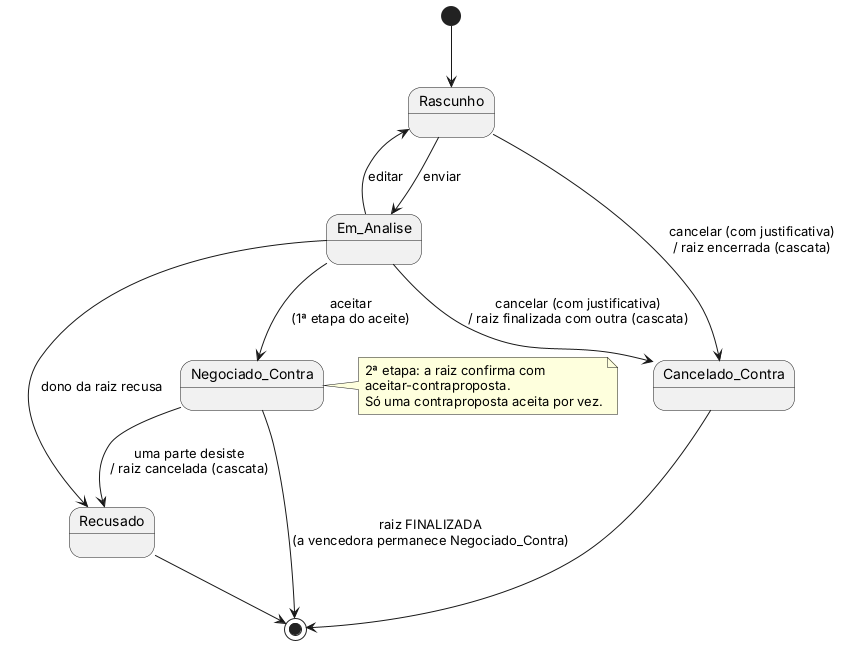 Rascunho
editar
enviar
cancelar (com justificativa)
/ raiz encerrada (cascata)
Em_Analise
aceitar
(1ª etapa do aceite)
cancelar (com justificativa)
/ raiz finalizada com outra (cascata)
dono da raiz recusa
Negociado_Contra
2ª etapa: a raiz confirma com
aceitar-contraproposta.
Só uma contraproposta aceita por vez.
Cancelado_Contra
uma parte desiste
/ raiz cancelada (cascata)
Recusado
raiz FINALIZADA
(a vencedora permanece Negociado_Contra)